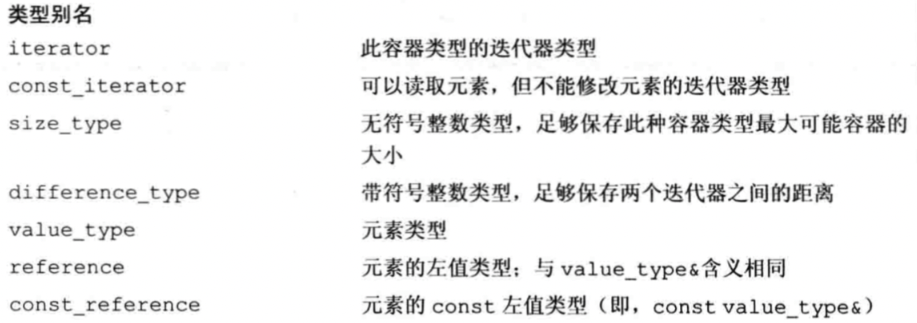 类型别名
iterator 此容器类型的迭代器类型
const_iterator 可以读取元素，但不能修改元素的迭代器类型
size_type 无符号整数类型，足够保存此种容器类型最大可能容器的
大小
difference_type 带符号整数类型，足够保存两个迭代器之间的距离
value_type 元素类型
reference 元素的左值类型；与 value_type&含义相同
const_reference 元素的 const 左值类型（即，const value_type&）